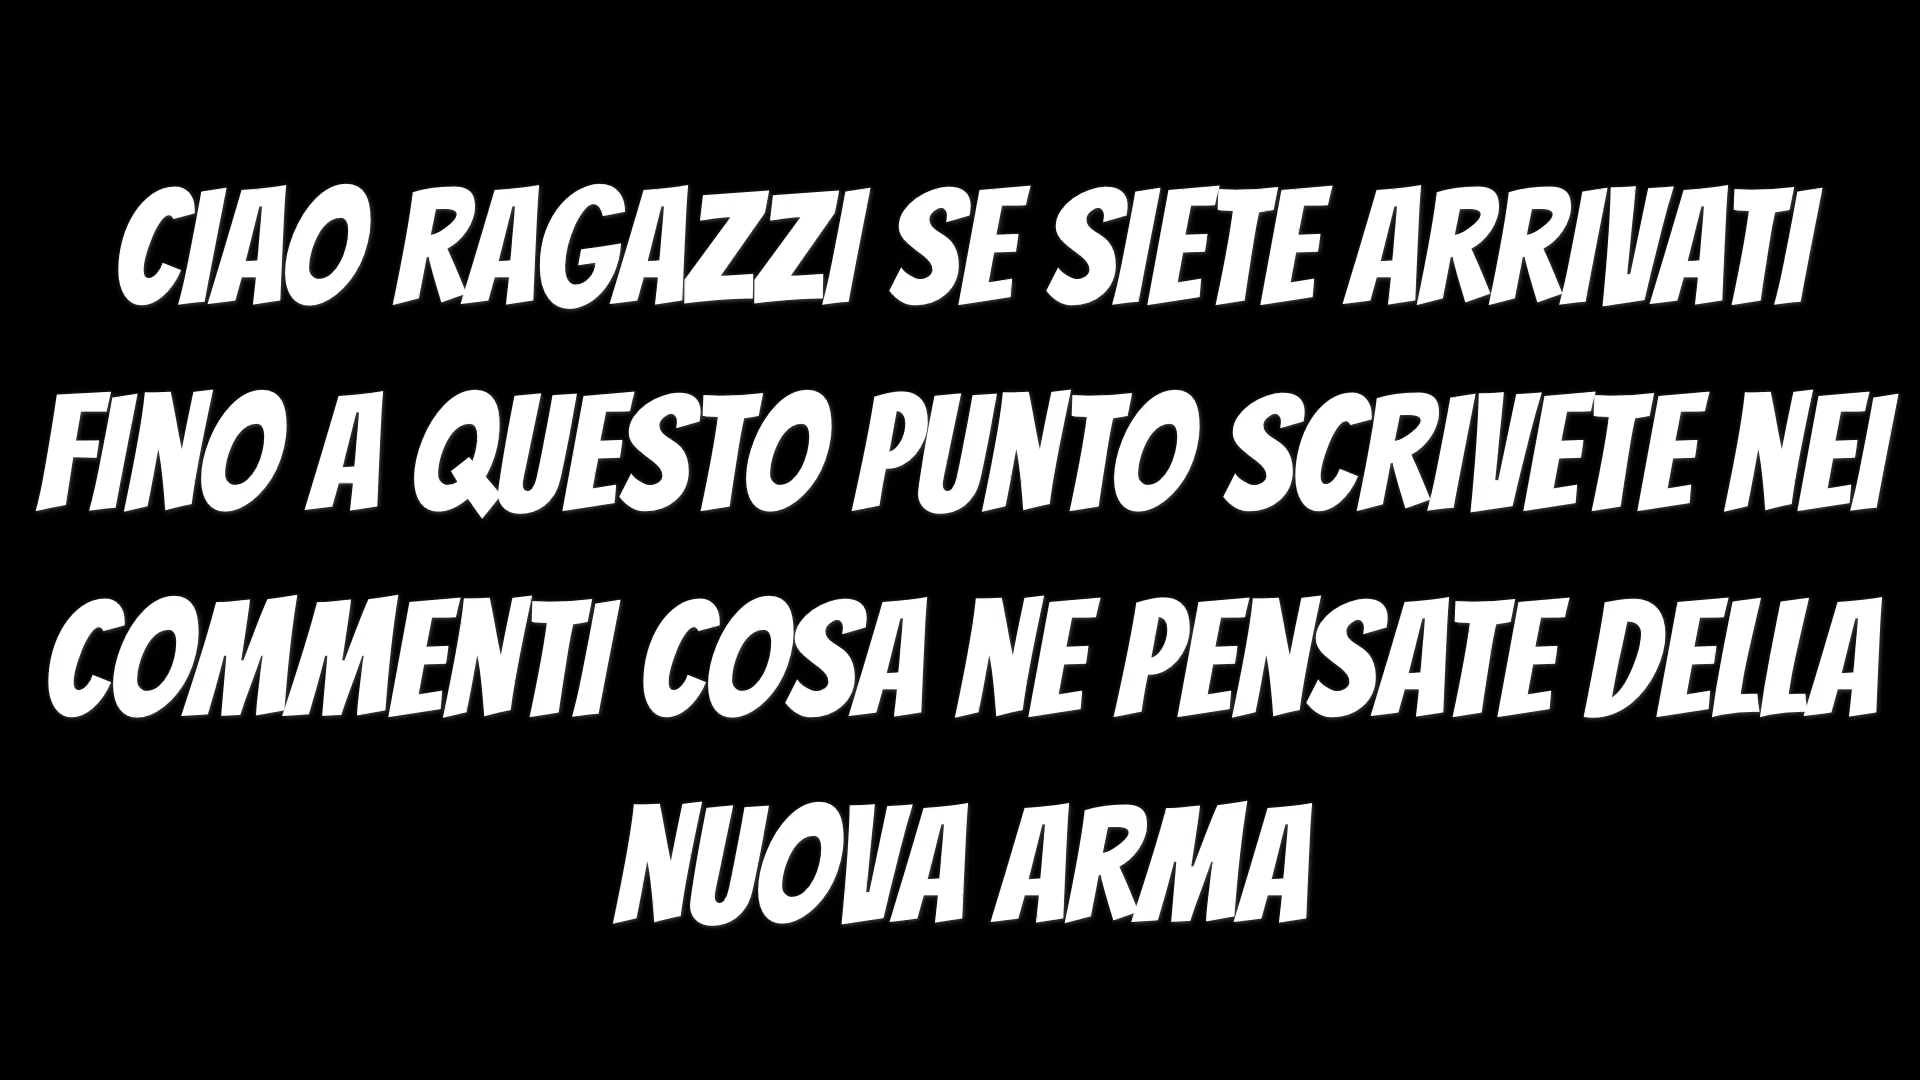 CIAO RAGAZZI SE SIETE ARRIVATI
FINO A QUESTO PUNTO SCRIVETE NEI
COMMENTI COSA NE PENSATE DELLA
NUOVA ARMA